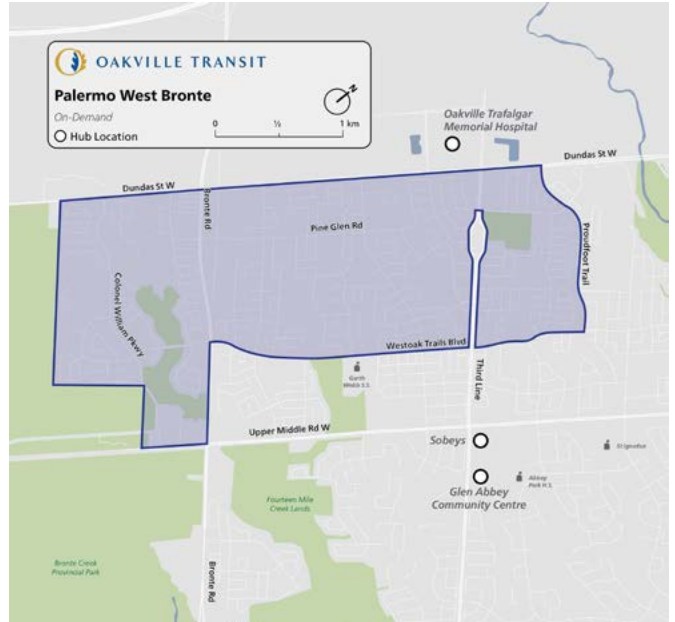 OAKVILLE TRANSIT
Palermo West Bronte
On-Demand
Hub Location
0 ½ 1 km
N
Oakville Trafalgar
Memorial Hospital
Dundas St W
Dundas St W
Bronte Rd
Pine Glen Rd
Proudfoot Trail
Colonel William Pkwy
Westoak Trails Blvd
Garth
Webb S.S.
Third Line
Upper Middle Rd W
Sobeys
St Ignatius
Abbey
Park H.S.
Glen Abbey
Community Centre
Fourteen Mile
Creek Lands
Bronte Creek
Provincial Park
Bronte Rd